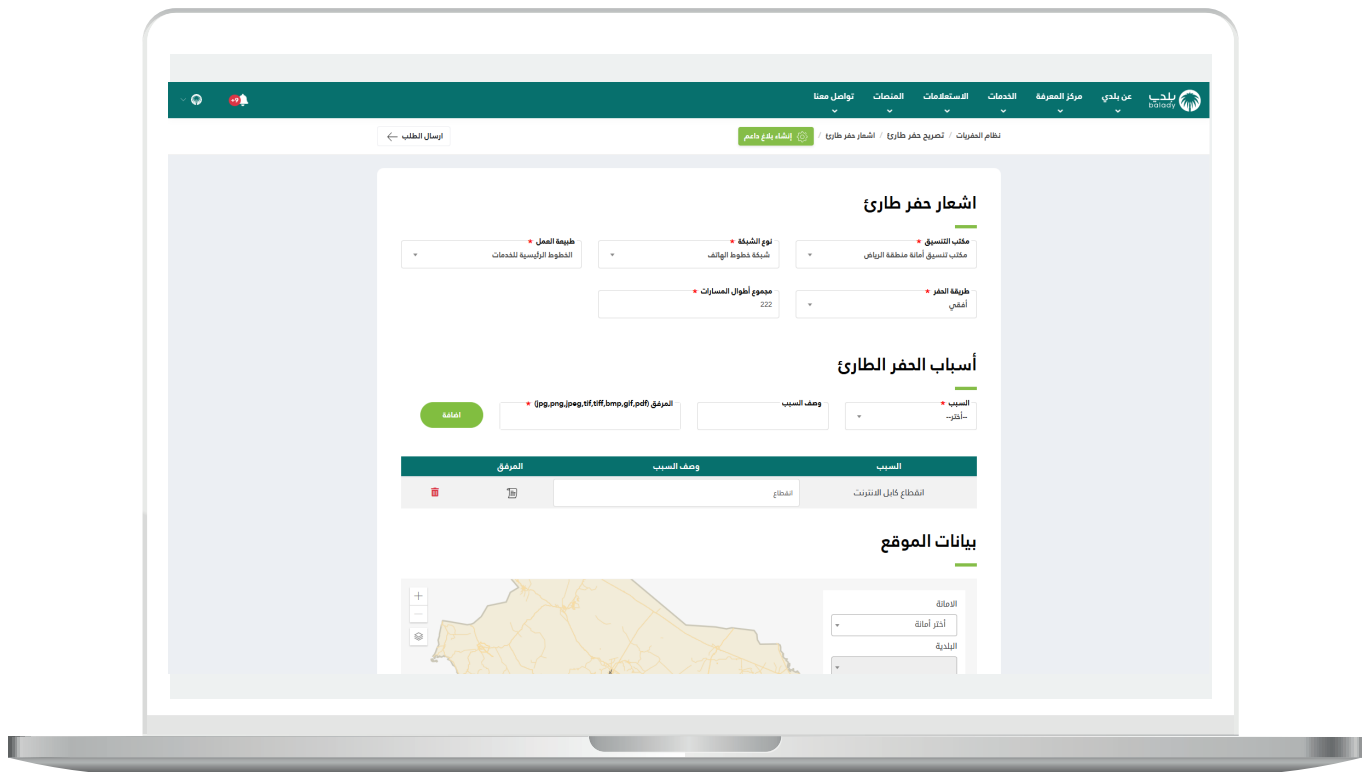 بلدي
balady
عن بلدي مركز المعرفة الخدمات الاستعلامات المنصات تواصل معنا
+9
نظام الحفريات / تصريح حفر طارئ / اشعار حفر طارئ / إنشاء بلاغ داعم
ارسال الطلب
اشعار حفر طارئ
مكتب التنسيق * نوع الشبكة * طبيعة العمل *
مكتب تنسيق أمانة منطقة الرياض شبكة خطوط الهاتف الخطوط الرئيسية للخدمات
طريقة الحفر * مجموع أطوال المسارات *
أفقي 222
أسباب الحفر الطارئ
السبب * وصف السبب المرفق (jpg,png,jpeg,tif,tiff,bmp,gif,pdf) *
--أختر-- اضافة
السبب وصف السبب المرفق
انقطاع كابل الانترنت انقطاع
بيانات الموقع
الامانة
أختر أمانة
البلدية